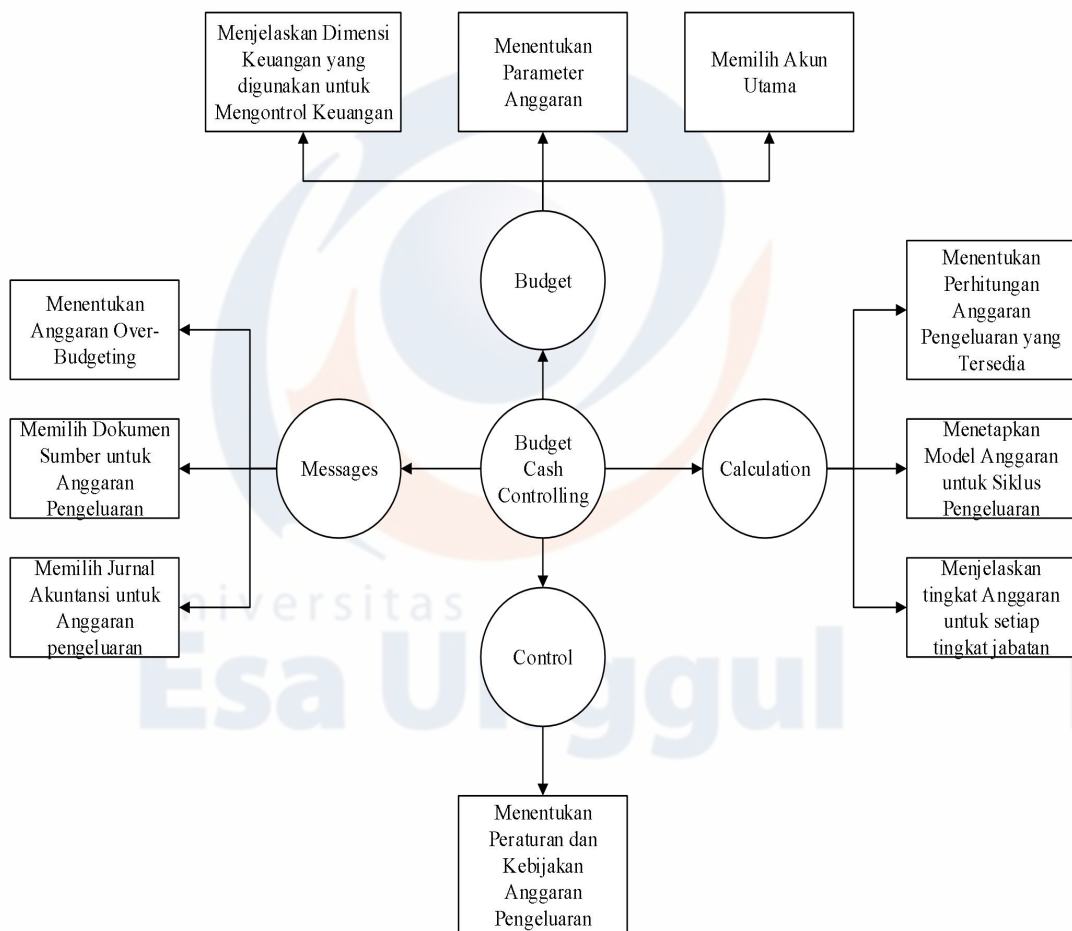 Menjelaskan Dimensi
Keuangan yang
digunakan untuk
Mengontrol Keuangan
Menentukan
Parameter
Anggaran
Memilih Akun
Utama
Budget
Menentukan
Anggaran Over-
Budgeting
Memilih Dokumen
Sumber untuk
Anggaran
Pengeluaran
Memilih Jurnal
Akuntansi untuk
Anggaran
pengeluaran
Messages
Budget
Cash
Controlling
Calculation
Menentukan
Perhitungan
Anggaran
Pengeluaran yang
Tersedia
Menetapkan
Model Anggaran
untuk Siklus
Pengeluaran
Menjelaskan
tingkat Anggaran
untuk setiap
tingkat jabatan
Control
Menentukan
Peraturan dan
Kebijakan
Anggaran
Pengeluaran
Universitas
Esa Unggul